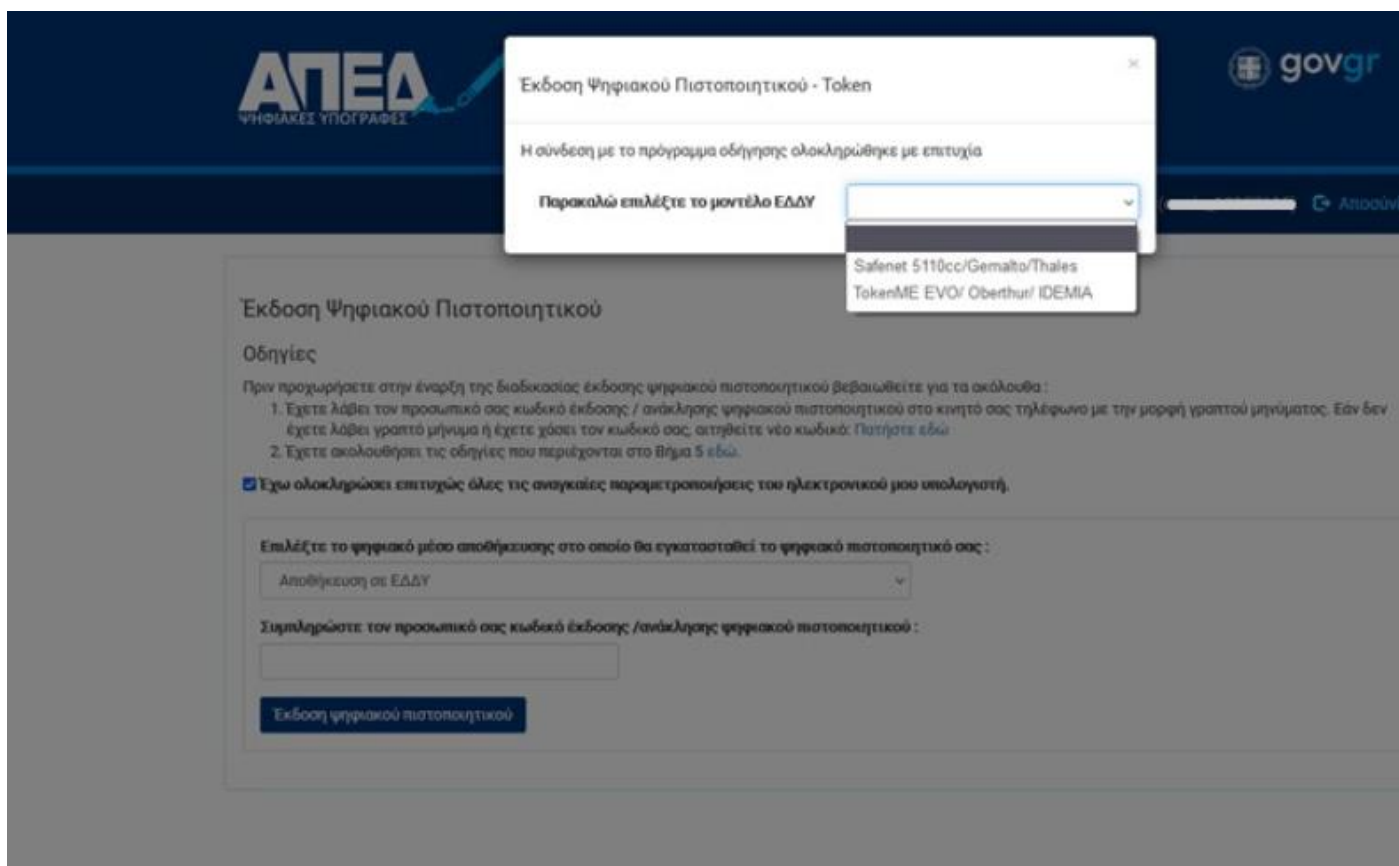 ΑΠΕΔ
ΨΗΦΙΑΚΕΣ ΥΠΟΓΡΑΦΕΣ
govgr
Έκδοση Ψηφιακού Πιστοποιητικού - Token
×
Η σύνδεση με το πρόγραμμα οδήγησης ολοκληρώθηκε με επιτυχία
Παρακαλώ επιλέξτε το μοντέλο ΕΔΔΥ
Safenet 5110cc/Gemalto/Thales
TokenME EVO/ Oberthur/ IDEMIA
Έκδοση Ψηφιακού Πιστοποιητικού
Οδηγίες
Πριν προχωρήσετε στην έναρξη της διαδικασίας έκδοσης ψηφιακού πιστοποιητικού βεβαιωθείτε για τα ακόλουθα :
1. Έχετε λάβει τον προσωπικό σας κωδικό έκδοσης / ανάκλησης ψηφιακού πιστοποιητικού στο κινητό σας τηλέφωνο με την μορφή γραπτού μηνύματος. Εάν δεν
έχετε λάβει γραπτό μήνυμα ή έχετε χάσει τον κωδικό σας, αιτηθείτε νέο κωδικό: Πατήστε εδώ
2. Έχετε ακολουθήσει τις οδηγίες που περιέχονται στο Βήμα 5 εδώ.
Έχω ολοκληρώσει επιτυχώς όλες τις αναγκαίες παραμετροποιήσεις του ηλεκτρονικού μου υπολογιστή.
Επιλέξτε το ψηφιακό μέσο αποθήκευσης στο οποίο θα εγκατασταθεί το ψηφιακό πιστοποιητικό σας :
Αποθήκευση σε ΕΔΔΥ
Συμπληρώστε τον προσωπικό σας κωδικό έκδοσης /ανάκλησης ψηφιακού πιστοποιητικού :
Έκδοση ψηφιακού πιστοποιητικού